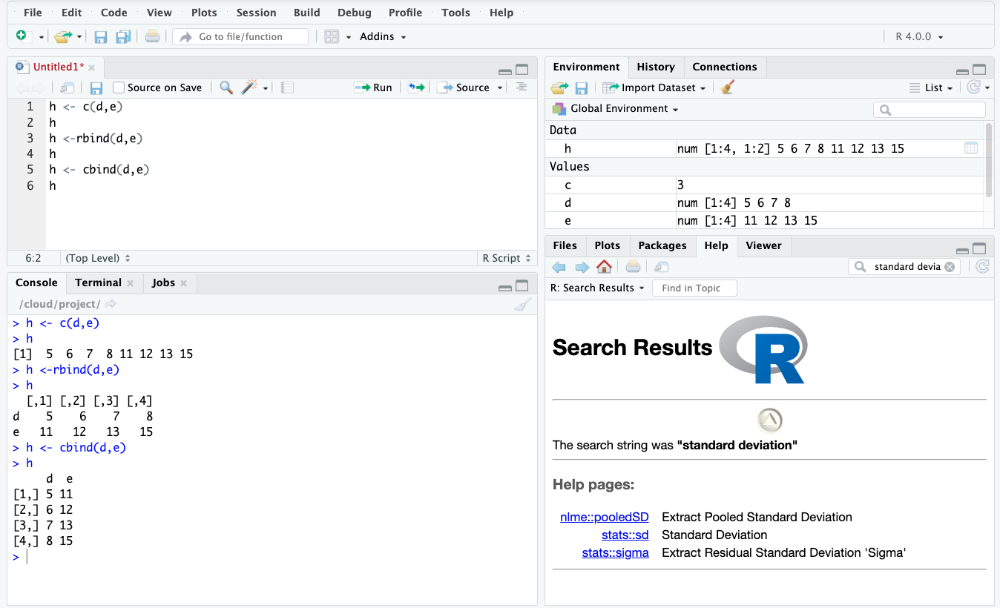 File Edit Code View Plots Session Build Debug Profile Tools Help
Go to file/function Addins R 4.0.0
Untitled1*
Source on Save Run Source
1 h <- c(d,e)
2 h
3 h <-rbind(d,e)
4 h
5 h <- cbind(d,e)
6 h
6:2 (Top Level) R Script
Console Terminal Jobs
/cloud/project/
> h <- c(d,e)
> h
[1]  5  6  7  8 11 12 13 15
> h <-rbind(d,e)
> h
  [,1] [,2] [,3] [,4]
d    5    6    7    8
e   11   12   13   15
> h <- cbind(d,e)
> h
     d  e
[1,] 5 11
[2,] 6 12
[3,] 7 13
[4,] 8 15
>
Environment History Connections
Import Dataset List
Global Environment
Data
h num [1:4, 1:2] 5 6 7 8 11 12 13 15
Values
c 3
d num [1:4] 5 6 7 8
e num [1:4] 11 12 13 15
Files Plots Packages Help Viewer
standard devia
R: Search Results Find in Topic
Search Results R
The search string was "standard deviation"
Help pages:
nlme::pooledSD Extract Pooled Standard Deviation
stats::sd Standard Deviation
stats::sigma Extract Residual Standard Deviation 'Sigma'